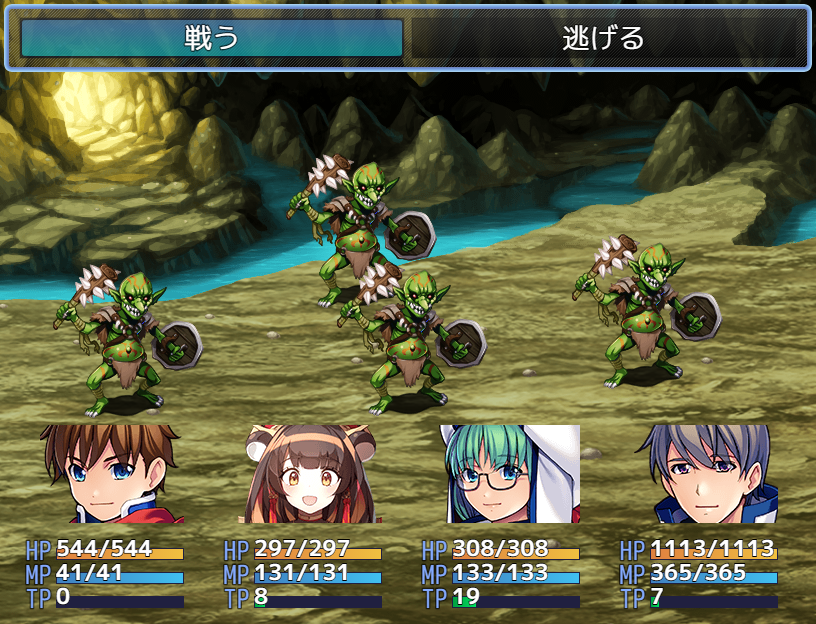 戦う 逃げる
HP 544/544 HP 297/297 HP 308/308 HP 1113/1113
MP 41/41 MP 131/131 MP 133/133 MP 365/365
TP 0 TP 8 TP 19 TP 7